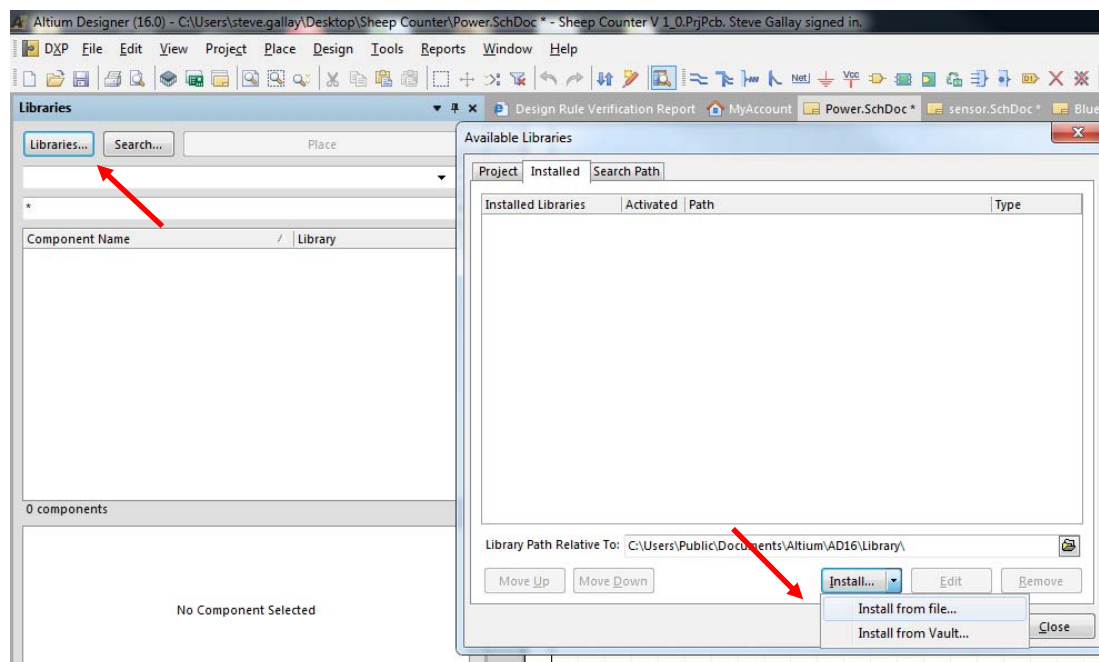 Altium Designer (16.0) - C:\Users\steve.gallay\Desktop\Sheep Counter\Power.SchDoc * - Sheep Counter V 1_0.PrjPcb. Steve Gallay signed in.
DXP File Edit View Project Place Design Tools Reports Window Help
Net Vcc
Libraries
Design Rule Verification Report MyAccount Power.SchDoc * sensor.SchDoc * Blue
Libraries... Search... Place
*
Component Name / Library
0 components
No Component Selected
Available Libraries
Project Installed Search Path
Installed Libraries Activated Path Type
Library Path Relative To: C:\Users\Public\Documents\Altium\AD16\Library\
Move Up Move Down Install... Edit Remove
Install from file...
Install from Vault...
Close